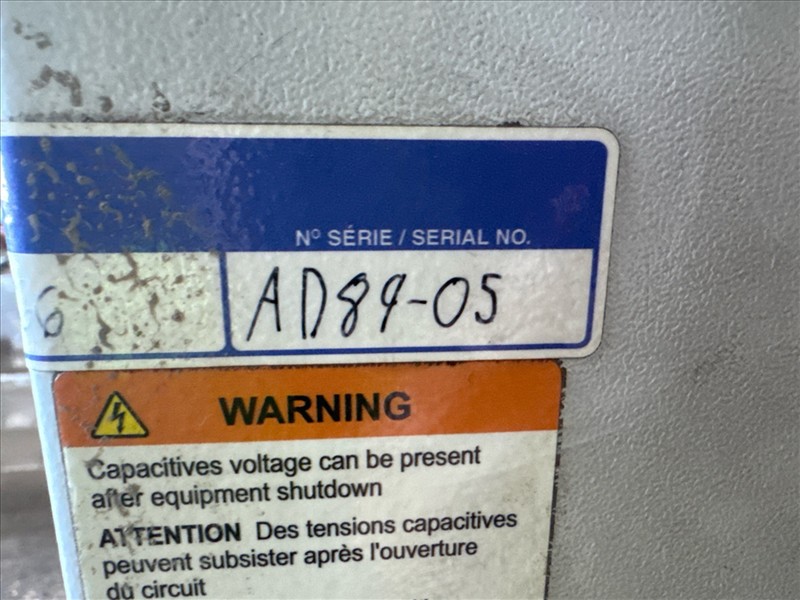 Nº SÉRIE / SERIAL NO.
6 AD89-05
WARNING
Capacitives voltage can be present
after equipment shutdown
ATTENTION Des tensions capacitives
peuvent subsister après l'ouverture
du circuit